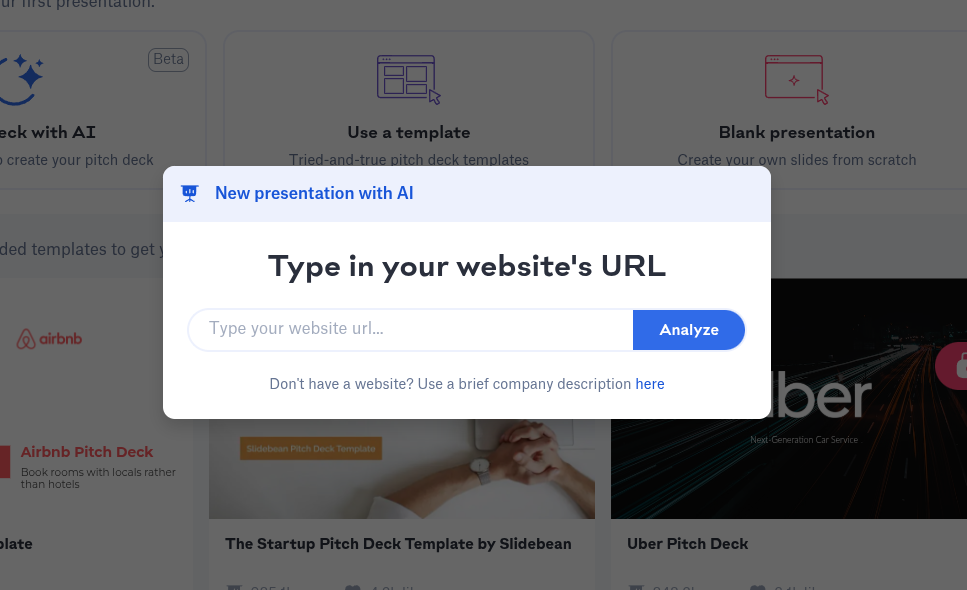 ur first presentation.
Beta
eck with AI
o create your pitch deck
Use a template
Tried-and-true pitch deck templates
Blank presentation
Create your own slides from scratch
New presentation with AI
Type in your website's URL
Type your website url...
Analyze
Don't have a website? Use a brief company description here
ded templates to get y
airbnb
Airbnb Pitch Deck
Book rooms with locals rather
than hotels
Slidebean Pitch Deck Template
Uber
Next-Generation Car Service
plate
The Startup Pitch Deck Template by Slidebean
Uber Pitch Deck